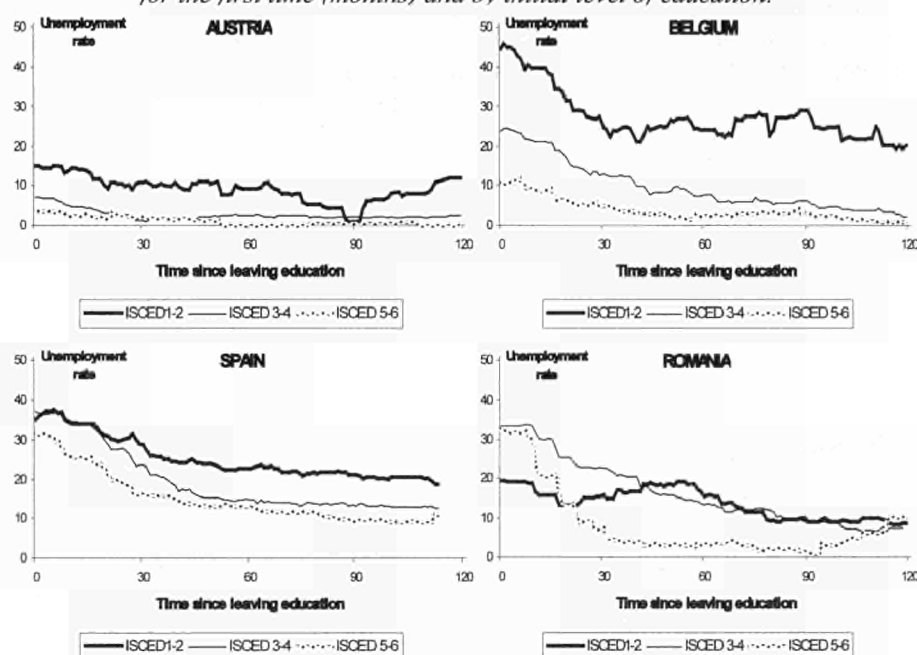 for the first time (months) and by initial level of education.
Unemployment rate AUSTRIA
50
40
30
20
10
0
0 30 60 90 120
Time since leaving education
ISCED1-2 ISCED 3-4 ISCED 5-6
Unemployment rate BELGIUM
50
40
30
20
10
0
0 30 60 90 120
Time since leaving education
ISCED1-2 ISCED 3-4 ISCED 5-6
Unemployment rate SPAIN
50
40
30
20
10
0
0 30 60 90 120
Time since leaving education
ISCED1-2 ISCED 3-4 ISCED 5-6
Unemployment rate ROMANIA
50
40
30
20
10
0
0 30 60 90 120
Time since leaving education
ISCED1-2 ISCED 3-4 ISCED 5-6